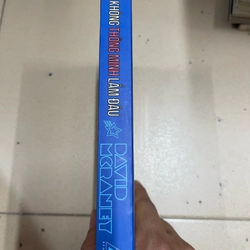 KHÔNG THÔNG MINH LẮM ĐÂU
DAVID
MCRANEY